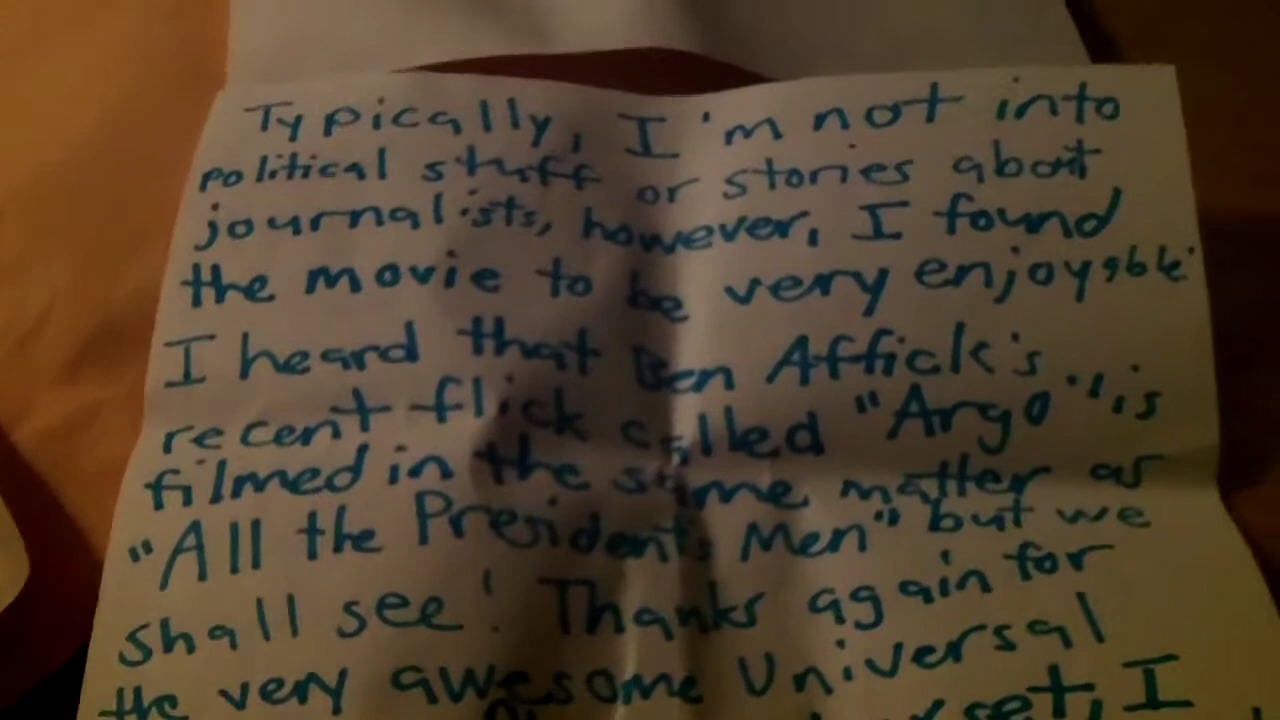 Typically, I'm not into
political stuff or stories about
journalists, however, I found
the movie to be very enjoyable.
I heard that Ben Affick's
recent flick called "Argo" is
filmed in the same matter as
"All the President's Men" but we
shall see! Thanks again for
the very awesome Universal
set, I